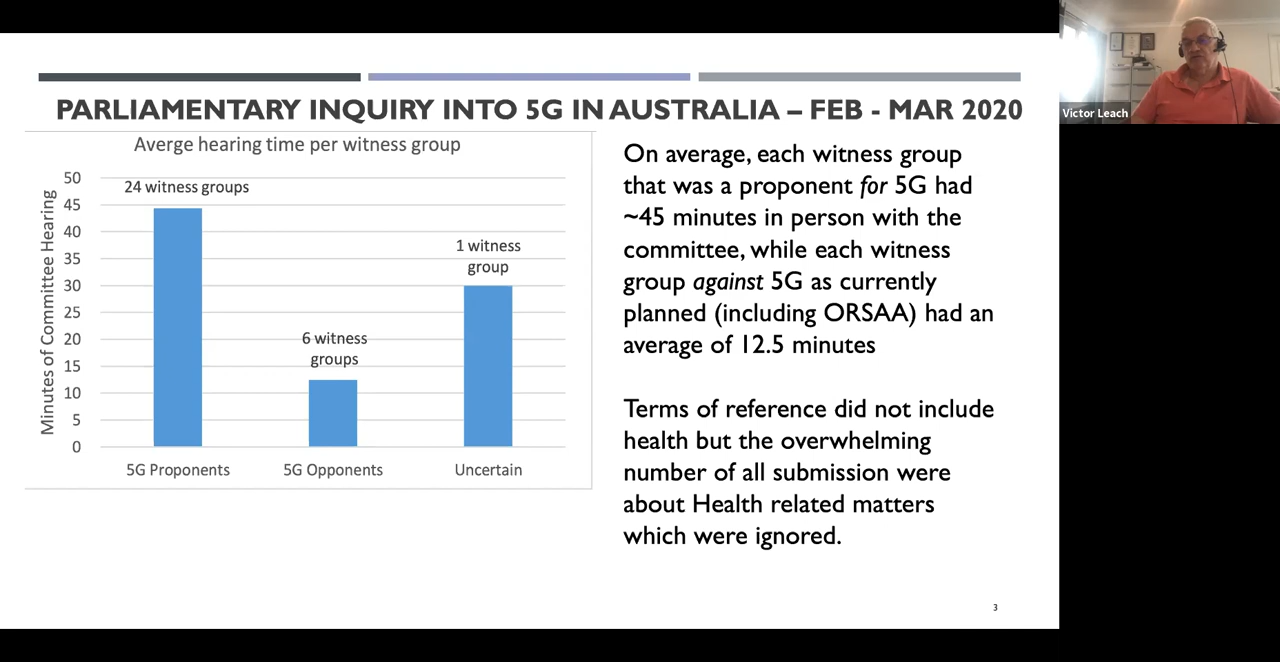 PARLIAMENTARY INQUIRY INTO 5G IN AUSTRALIA – FEB - MAR 2020
Averge hearing time per witness group
Minutes of Committee Hearing
50
45
40
35
30
25
20
15
10
5
0
24 witness groups
6 witness
groups
1 witness
group
5G Proponents
5G Opponents
Uncertain
On average, each witness group
that was a proponent for 5G had
~45 minutes in person with the
committee, while each witness
group against 5G as currently
planned (including ORSAA) had an
average of 12.5 minutes
Terms of reference did not include
health but the overwhelming
number of all submission were
about Health related matters
which were ignored.
3
Victor Leach